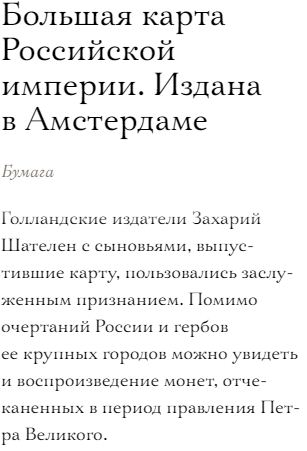 Большая карта
Российской
империи. Издана
в Амстердаме
Бумага
Голландские издатели Захарий
Шателен с сыновьями, выпус-
тившие карту, пользовались заслу-
женным признанием. Помимо
очертаний России и гербов
ее крупных городов можно увидеть
и воспроизведение монет, отче-
каненных в период правления Пет-
ра Великого.